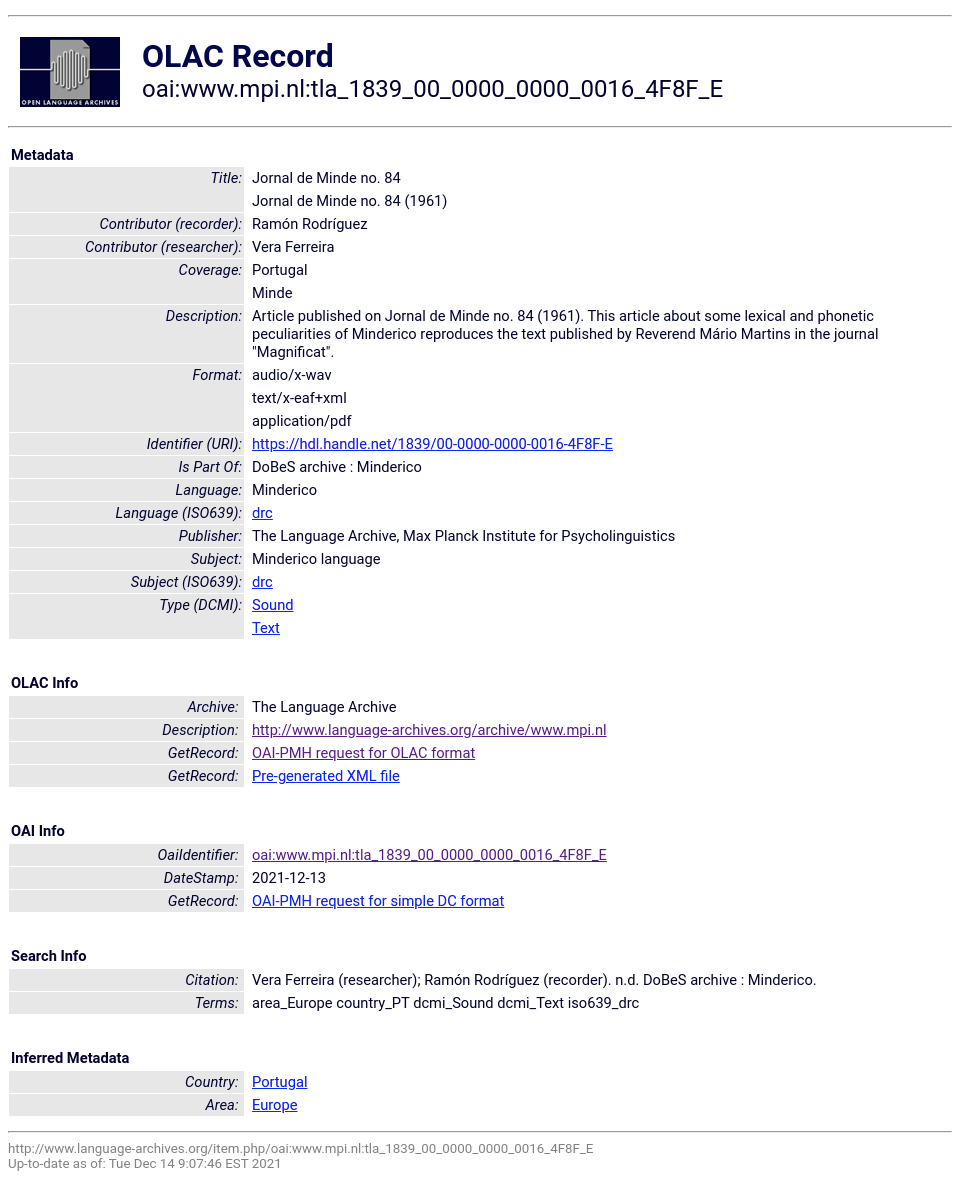 OPEN LANGUAGE ARCHIVES
OLAC Record
oai:www.mpi.nl:tla_1839_00_0000_0000_0016_4F8F_E
Metadata
Title: Jornal de Minde no. 84
Jornal de Minde no. 84 (1961)
Contributor (recorder): Ramón Rodríguez
Contributor (researcher): Vera Ferreira
Coverage: Portugal
Minde
Description: Article published on Jornal de Minde no. 84 (1961). This article about some lexical and phonetic
peculiarities of Minderico reproduces the text published by Reverend Mário Martins in the journal
"Magnificat".
Format: audio/x-wav
text/x-eaf+xml
application/pdf
Identifier (URI): https://hdl.handle.net/1839/00-0000-0000-0016-4F8F-E
Is Part Of: DoBeS archive : Minderico
Language: Minderico
Language (ISO639): drc
Publisher: The Language Archive, Max Planck Institute for Psycholinguistics
Subject: Minderico language
Subject (ISO639): drc
Type (DCMI): Sound
Text
OLAC Info
Archive: The Language Archive
Description: http://www.language-archives.org/archive/www.mpi.nl
GetRecord: OAI-PMH request for OLAC format
GetRecord: Pre-generated XML file
OAI Info
OaiIdentifier: oai:www.mpi.nl:tla_1839_00_0000_0000_0016_4F8F_E
DateStamp: 2021-12-13
GetRecord: OAI-PMH request for simple DC format
Search Info
Citation: Vera Ferreira (researcher); Ramón Rodríguez (recorder). n.d. DoBeS archive : Minderico.
Terms: area_Europe country_PT dcmi_Sound dcmi_Text iso639_drc
Inferred Metadata
Country: Portugal
Area: Europe
http://www.language-archives.org/item.php/oai:www.mpi.nl:tla_1839_00_0000_0000_0016_4F8F_E
Up-to-date as of: Tue Dec 14 9:07:46 EST 2021